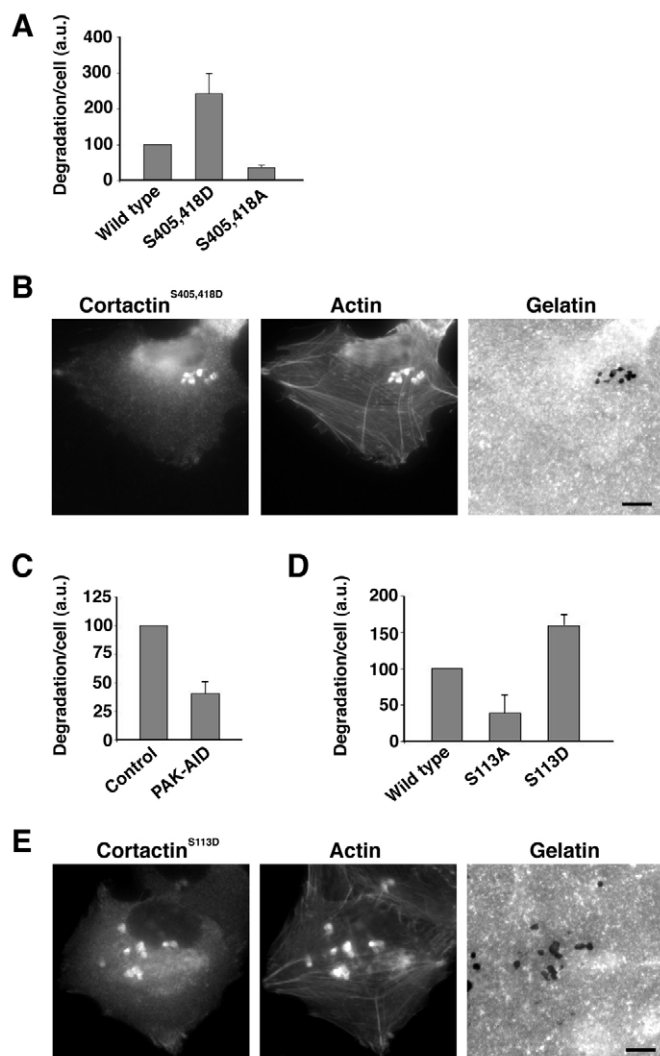 A
Degradation/cell (a.u.)
400
300
200
100
0
Wild type
S405,418D
S405,418A
B
Cortactin S405,418D
Actin
Gelatin
C
Degradation/cell (a.u.)
125
100
75
50
25
0
Control
PAK-AID
D
Degradation/cell (a.u.)
200
150
100
50
0
Wild type
S113A
S113D
E
Cortactin S113D
Actin
Gelatin